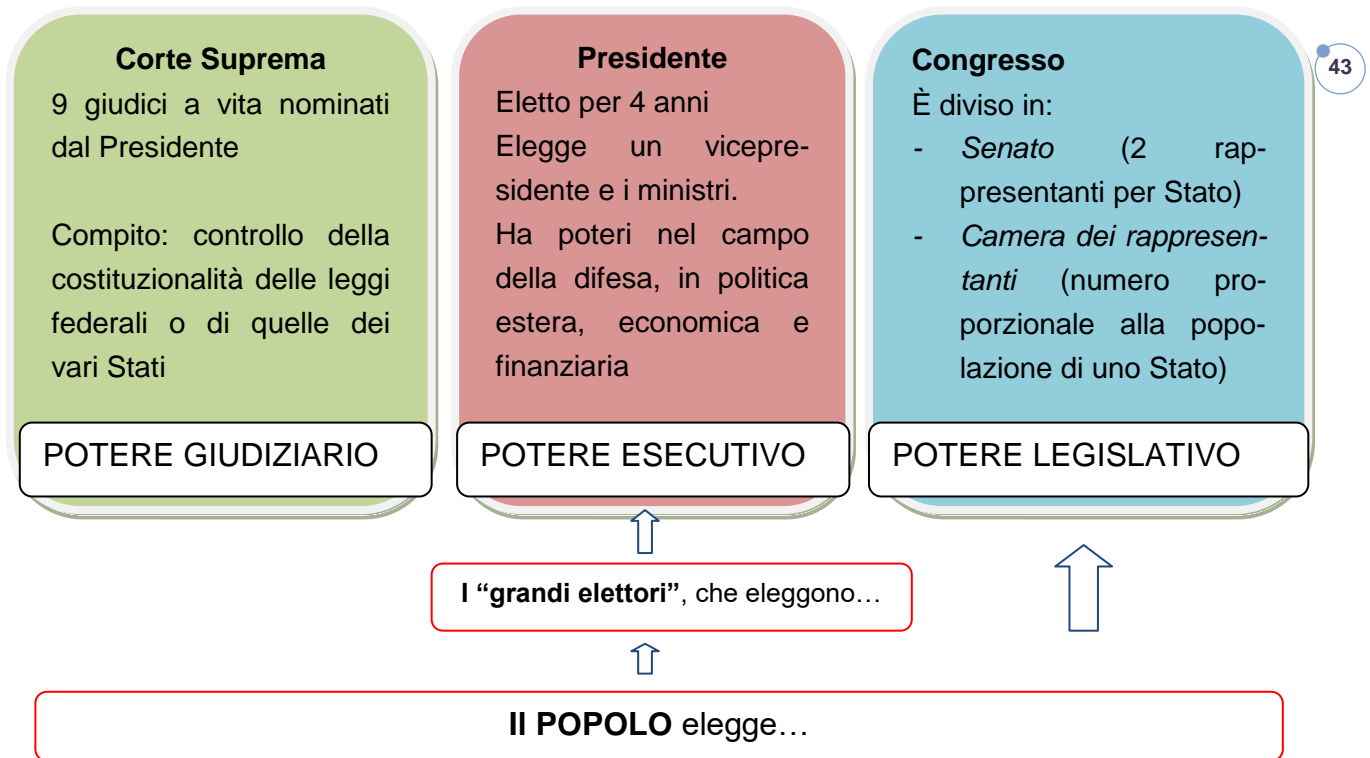 Corte Suprema
9 giudici a vita nominati
dal Presidente
Compito: controllo della
costituzionalità delle leggi
federali o di quelle dei
vari Stati
POTERE GIUDIZIARIO
Presidente
Eletto per 4 anni
Elegge un vicepre-
sidente e i ministri.
Ha poteri nel campo
della difesa, in politica
estera, economica e
finanziaria
POTERE ESECUTIVO
Congresso
È diviso in:
- Senato (2 rap-
presentanti per Stato)
- Camera dei rappresen-
tanti (numero pro-
porzionale alla popo-
lazione di uno Stato)
POTERE LEGISLATIVO
43
I “grandi elettori”, che eleggono…
Il POPOLO elegge…